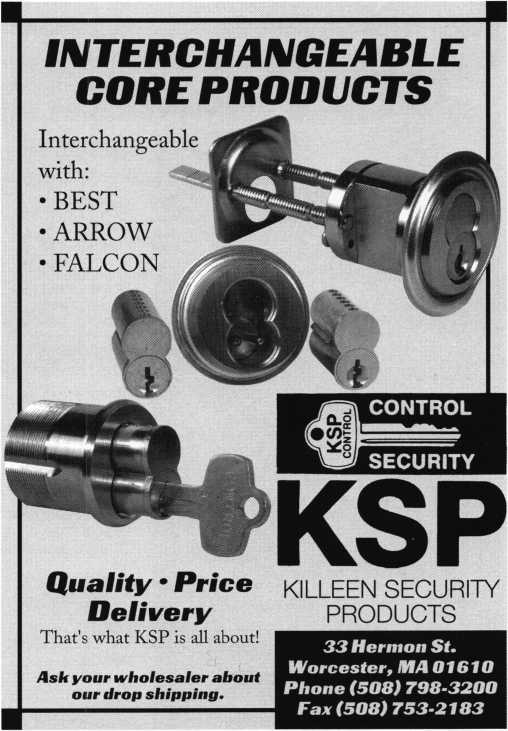 INTERCHANGEABLE
CORE PRODUCTS
Interchangeable
with:
• BEST
• ARROW
• FALCON
CONTROL
KSP
CONTROL
SECURITY
KSP
KILLEEN SECURITY
PRODUCTS
Quality • Price
Delivery
That's what KSP is all about!
Ask your wholesaler about
our drop shipping.
33 Hermon St.
Worcester, MA 01610
Phone (508) 798-3200
Fax (508) 753-2183